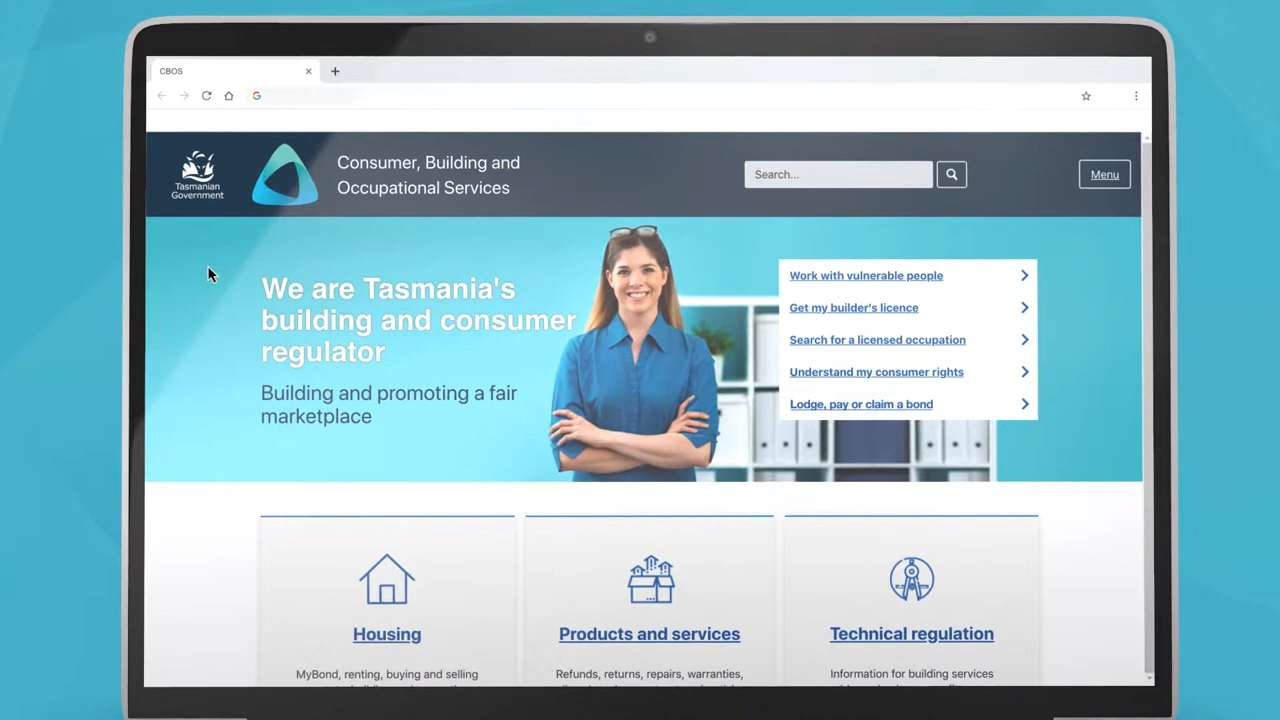 CBOS
Tasmanian
Government
Consumer, Building and
Occupational Services
Search...
Menu
We are Tasmania's
building and consumer
regulator
Building and promoting a fair
marketplace
Work with vulnerable people
Get my builder's licence
Search for a licensed occupation
Understand my consumer rights
Lodge, pay or claim a bond
Housing
MyBond, renting, buying and selling
Products and services
Refunds, returns, repairs, warranties,
Technical regulation
Information for building services